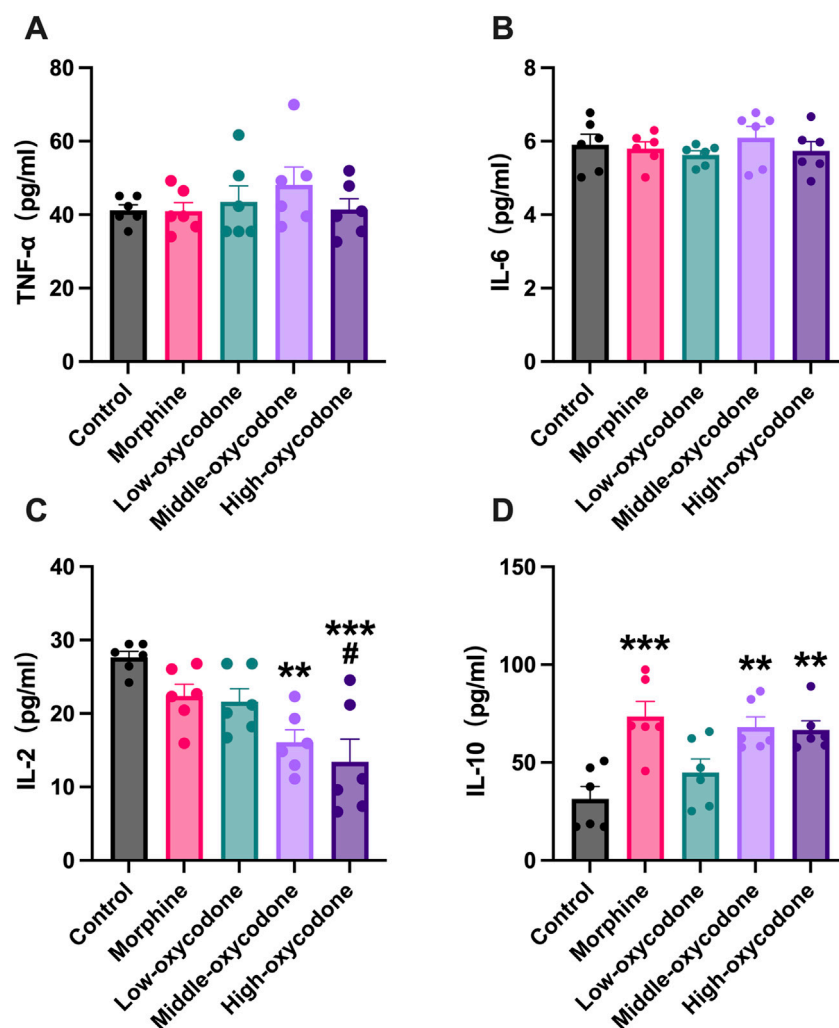 A
TNF-α (pg/ml)
80
60
40
20
0
Control
Morphine
Low-oxycodone
Middle-oxycodone
High-oxycodone
B
IL-6 (pg/ml)
8
6
4
2
0
Control
Morphine
Low-oxycodone
Middle-oxycodone
High-oxycodone
C
IL-2 (pg/ml)
40
30
20
10
0
**
***
#
Control
Morphine
Low-oxycodone
Middle-oxycodone
High-oxycodone
D
IL-10 (pg/ml)
150
100
50
0
***
**
**
Control
Morphine
Low-oxycodone
Middle-oxycodone
High-oxycodone